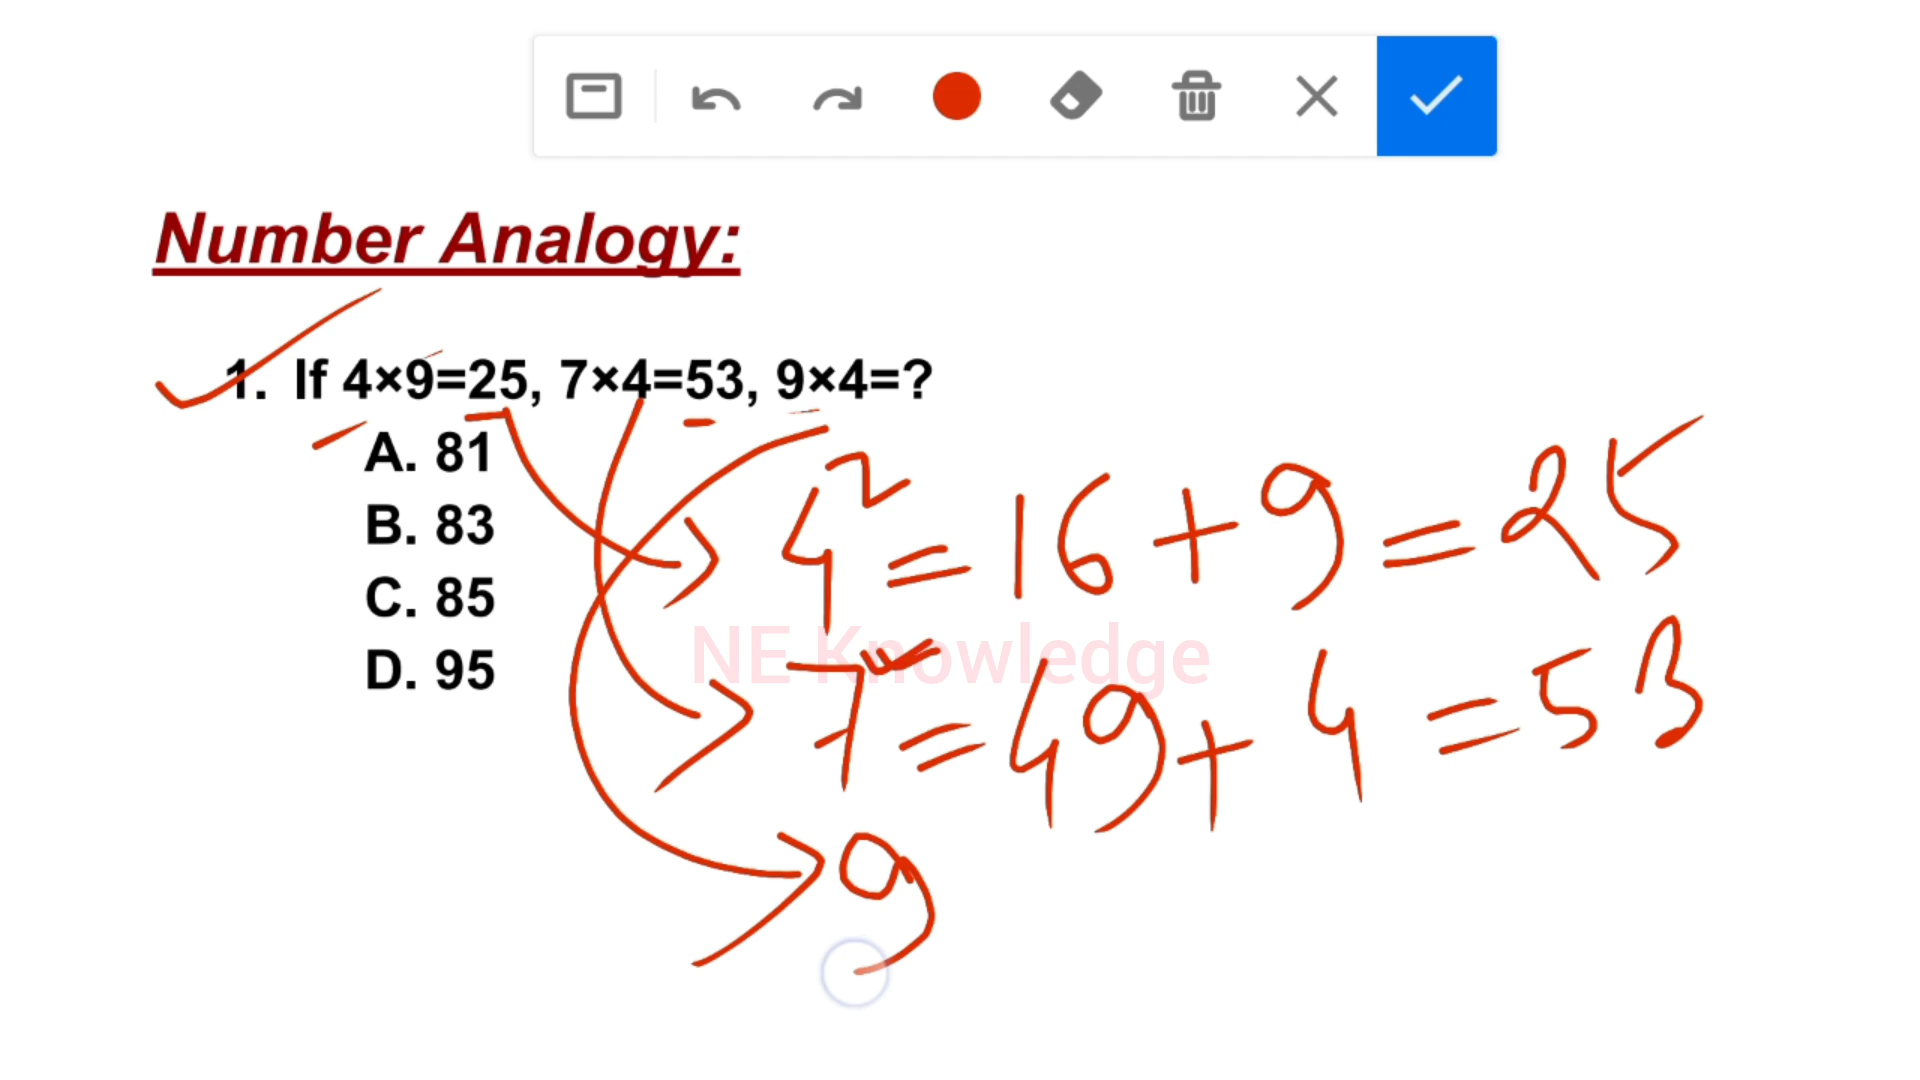 Number Analogy:
1. If 4×9=25, 7×4=53, 9×4=?
A. 81
B. 83
C. 85
D. 95
4² = 16 + 9 = 25
NE Knowledge
7² = 49 + 4 = 53
9